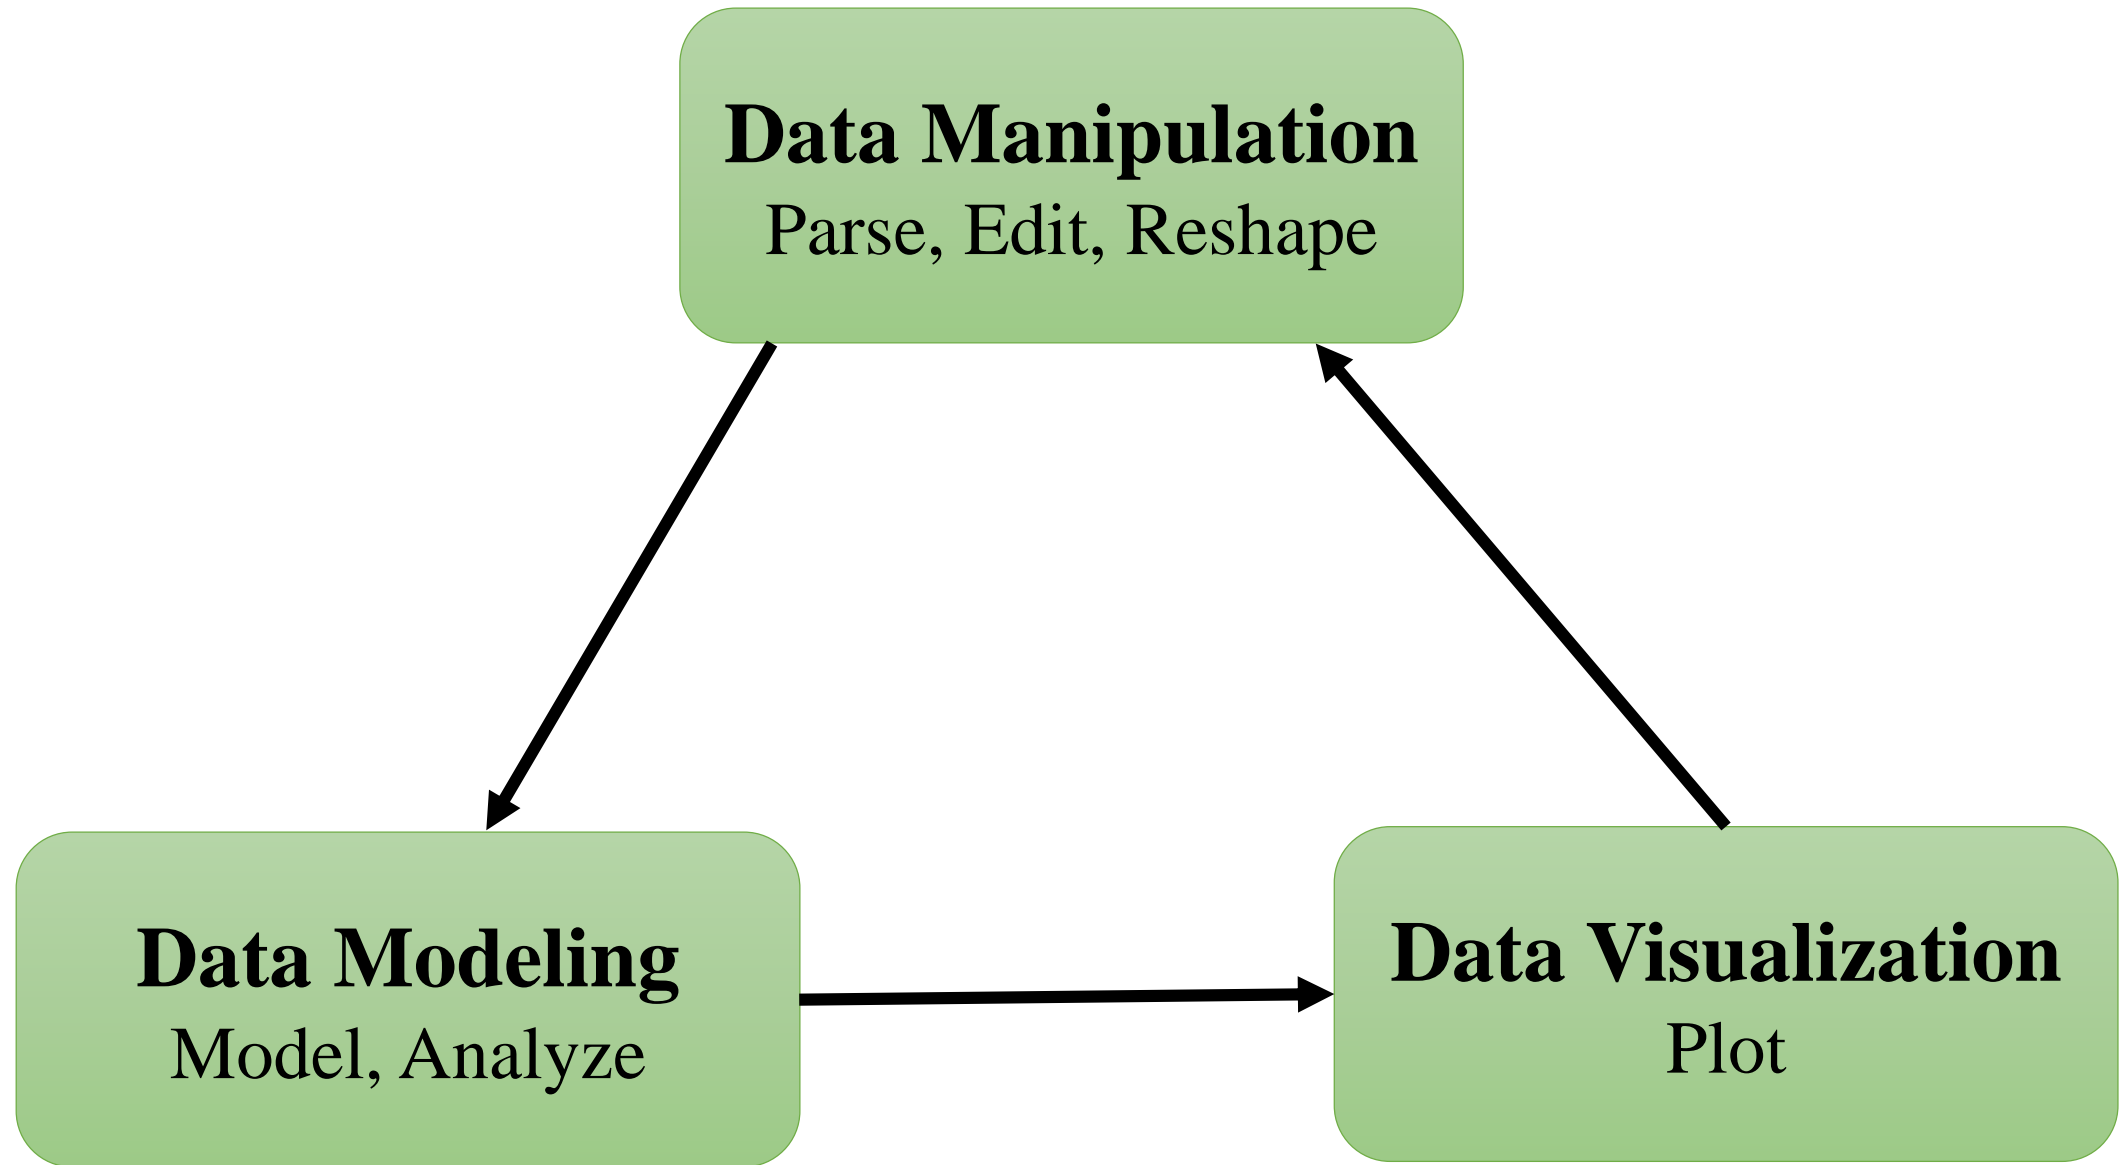 Data Manipulation
Parse, Edit, Reshape
Data Modeling
Model, Analyze
Data Visualization
Plot